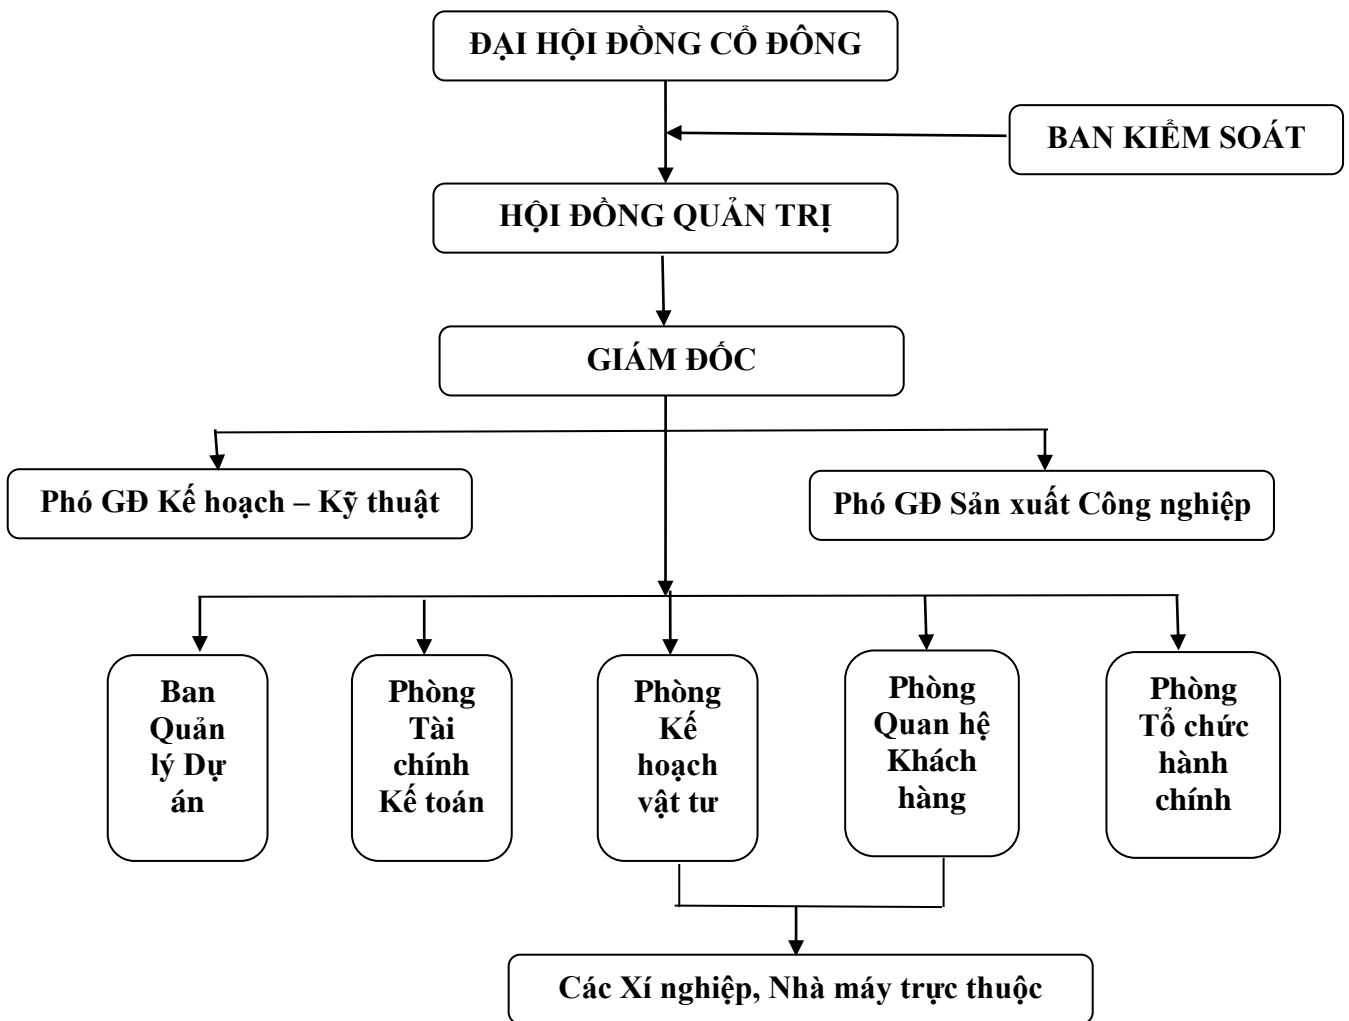 ĐẠI HỘI ĐỒNG CỔ ĐÔNG
BAN KIỂM SOÁT
HỘI ĐỒNG QUẢN TRỊ
GIÁM ĐỐC
Phó GĐ Kế hoạch – Kỹ thuật
Phó GĐ Sản xuất Công nghiệp
Ban
Quản
lý Dự
án
Phòng
Tài
chính
Kế toán
Phòng
Kế
hoạch
vật tư
Phòng
Quan hệ
Khách
hàng
Phòng
Tổ chức
hành
chính
Các Xí nghiệp, Nhà máy trực thuộc